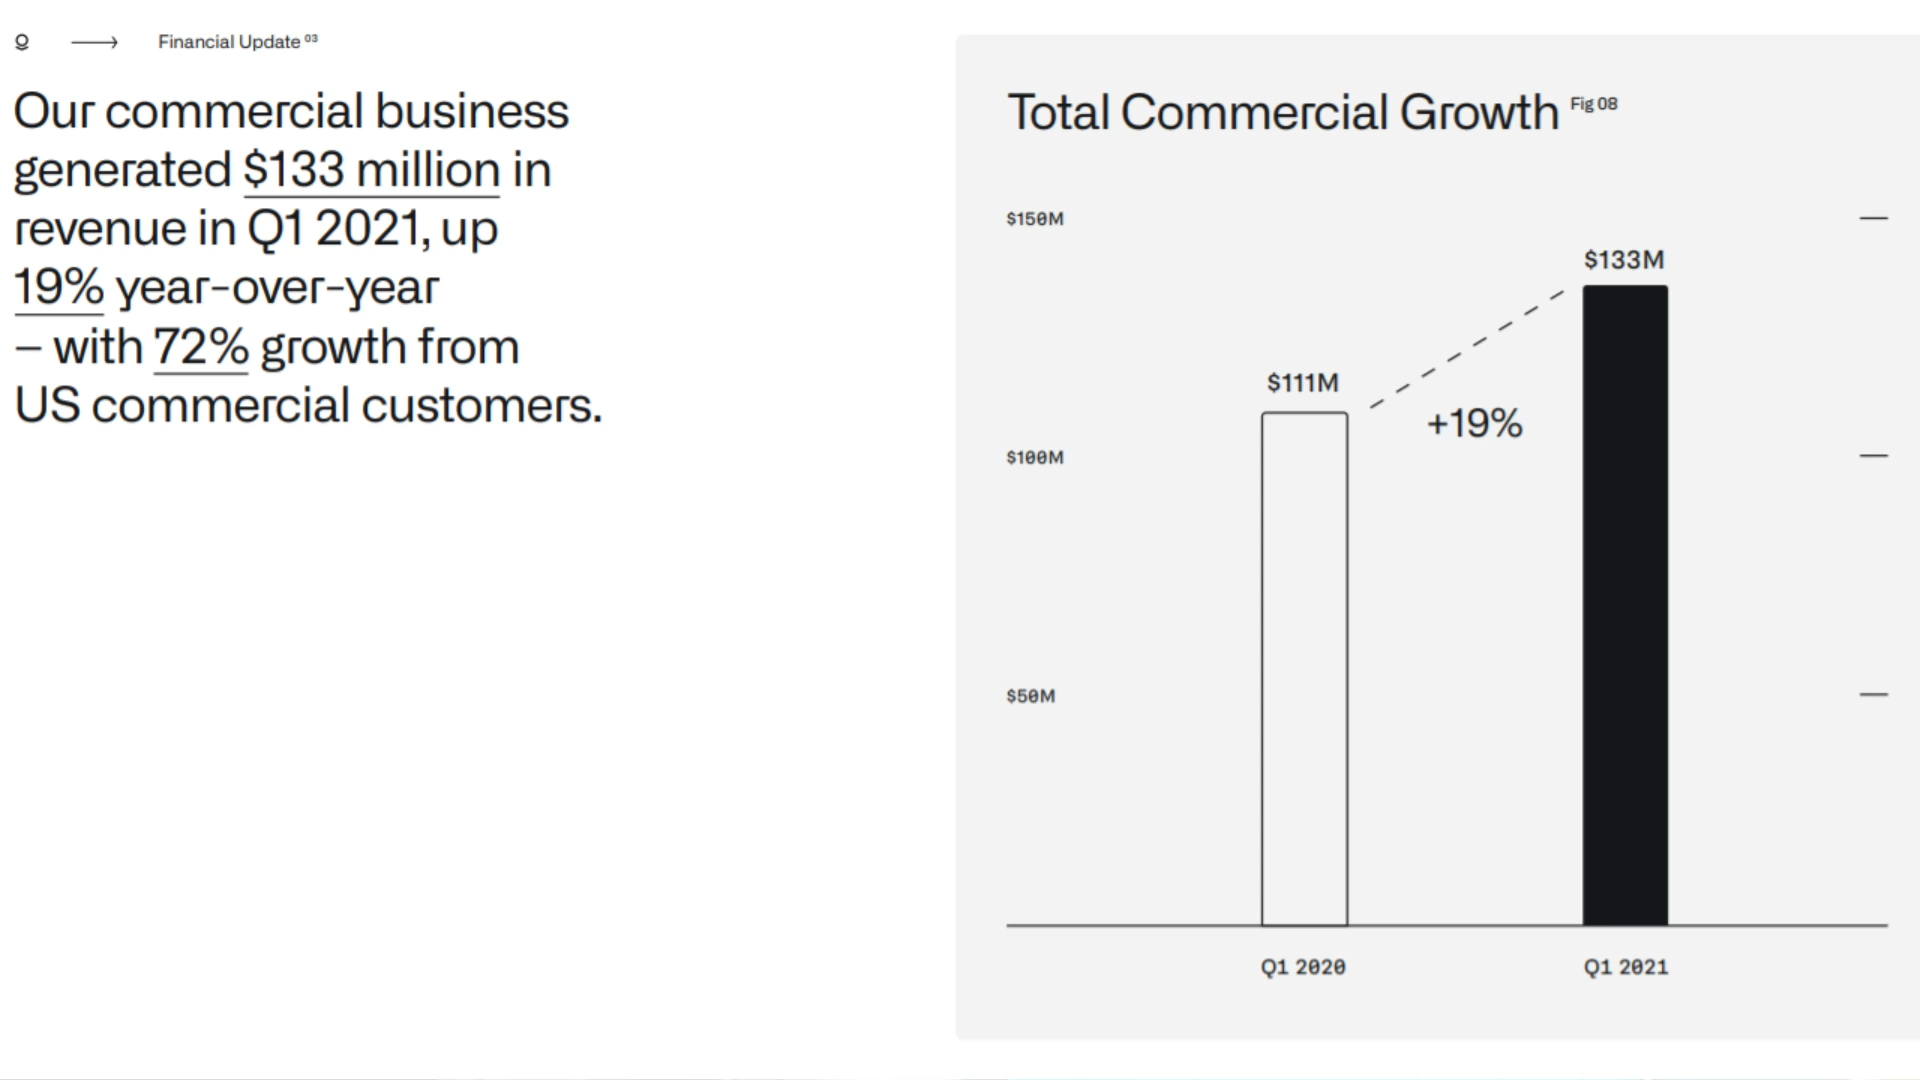 Financial Update 03
Our commercial business
generated $133 million in
revenue in Q1 2021, up
19% year-over-year
– with 72% growth from
US commercial customers.
Total Commercial Growth Fig 08
$150M
$133M
$111M
+19%
$100M
$50M
Q1 2020
Q1 2021